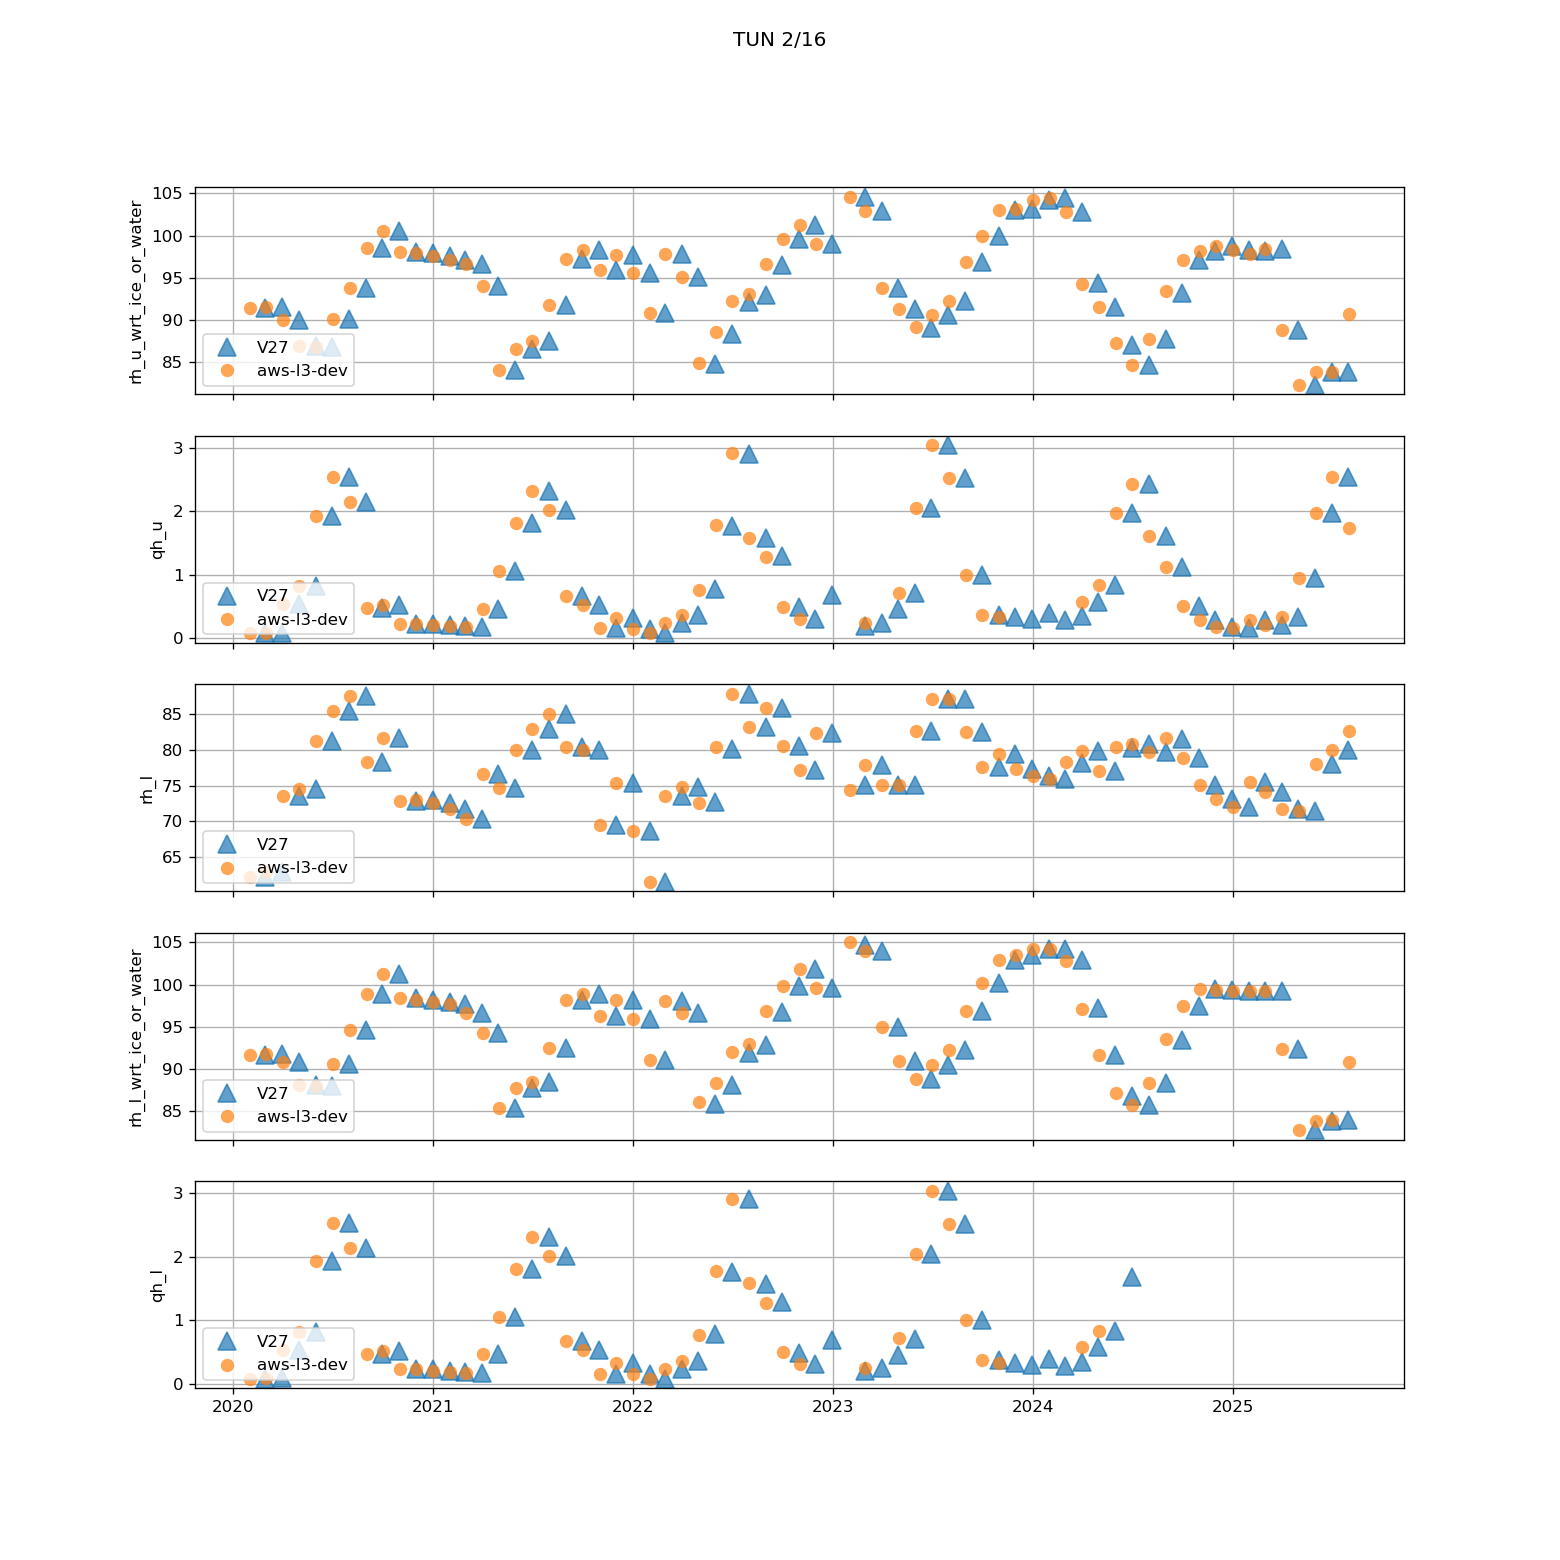 TUN 2/16
rh_u_wrt_ice_or_water
105
100
95
90
85
V27
aws-l3-dev
qh_u
3
2
1
0
V27
aws-l3-dev
rh_l
85
80
75
70
65
V27
aws-l3-dev
rh_l_wrt_ice_or_water
105
100
95
90
85
V27
aws-l3-dev
qh_l
3
2
1
0
V27
aws-l3-dev
2020 2021 2022 2023 2024 2025